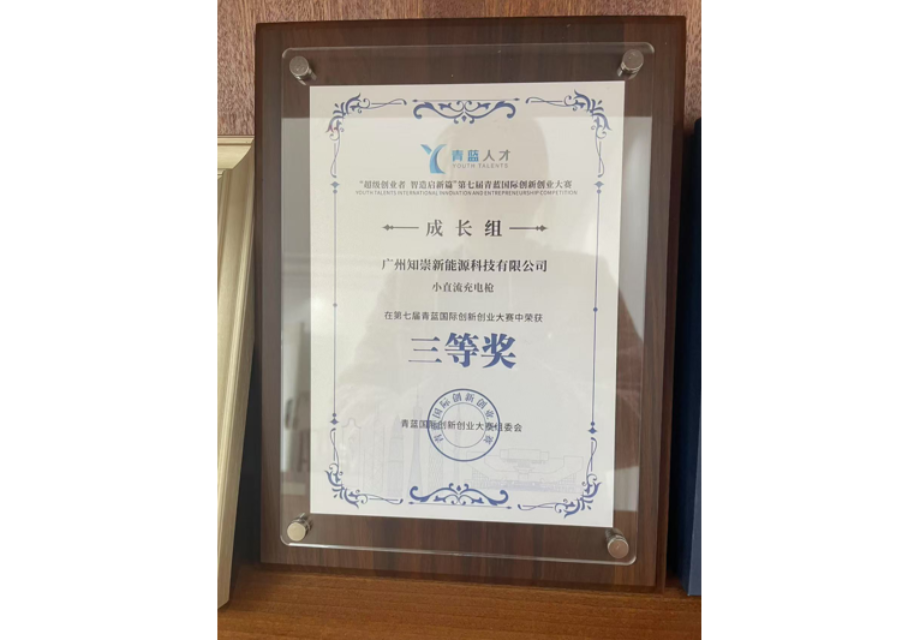 青蓝人才
YOUTH TALENTS
“超级创业者 智造启新篇”第七届青蓝国际创新创业大赛
YOUTH TALENTS INTERNATIONAL INNOVATION AND ENTREPRENEURSHIP COMPETITION
成长组
广州知崇新能源科技有限公司
小直流充电枪
在第七届青蓝国际创新创业大赛中荣获
三等奖
青蓝国际创新创业大赛组委会